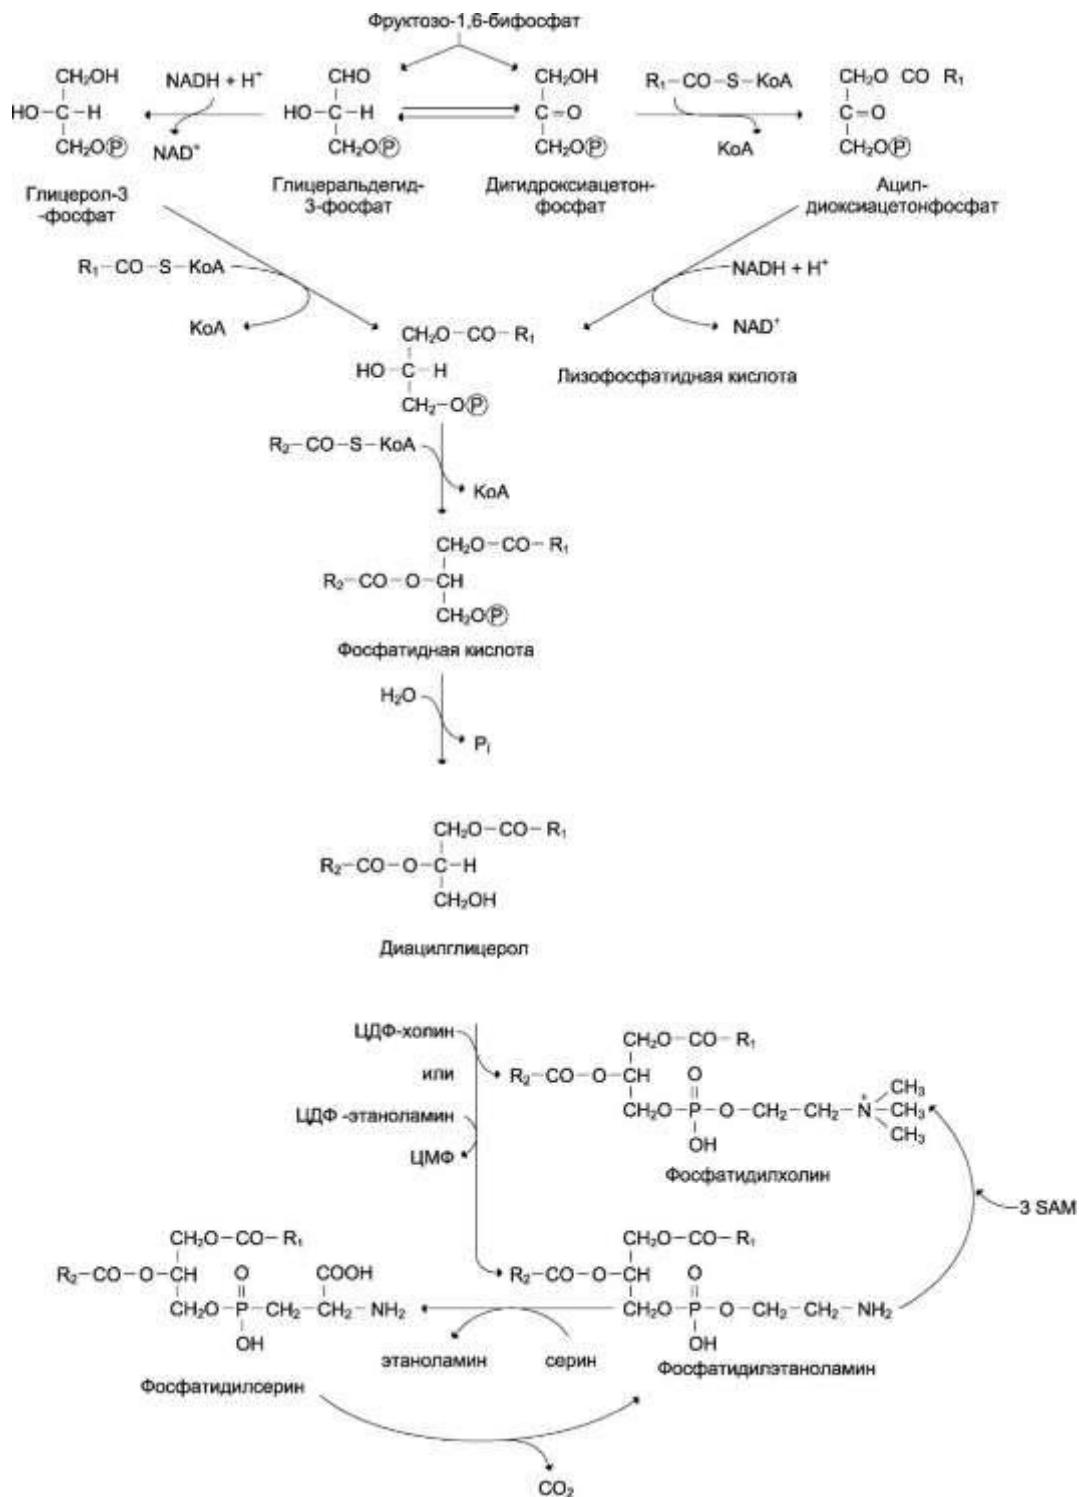 Фруктозо-1,6-бифосфат
CH₂OH
HO–C–H
CH₂OⓅ
Глицерол-3
-фосфат
NADH + H⁺
NAD⁺
CHO
HO–C–H
CH₂OⓅ
Глицеральдегид-
3-фосфат
CH₂OH
C=O
CH₂OⓅ
Дигидроксиацетон-
фосфат
R₁–CO–S–KoA
KoA
CH₂O CO R₁
C=O
CH₂OⓅ
Ацил-
диоксиацетонфосфат
R₁–CO–S–KoA
KoA
NADH + H⁺
NAD⁺
CH₂O–CO–R₁
HO–C–H
CH₂–OⓅ
Лизофосфатидная кислота
R₂–CO–S–KoA
KoA
CH₂O–CO–R₁
R₂–CO–O–CH
CH₂OⓅ
Фосфатидная кислота
H₂O
Pᵢ
CH₂O–CO–R₁
R₂–CO–O–C–H
CH₂OH
Диацилглицерол
ЦДФ-холин
или
ЦДФ -этаноламин
ЦМФ
CH₂O–CO–R₁
R₂–CO–O–CH O
CH₂O–P–O–CH₂–CH₂–N⁺ CH₃ CH₃ CH₃
OH
Фосфатидилхолин
3 SAM
CH₂O–CO–R₁
R₂–CO–O–CH O COOH
CH₂O–P–CH₂–CH₂–NH₂
OH
Фосфатидилсерин
этаноламин
серин
CH₂O–CO–R₁
R₂–CO–O–CH O
CH₂O–P–O–CH₂–CH₂–NH₂
OH
Фосфатидилэтаноламин
CO₂